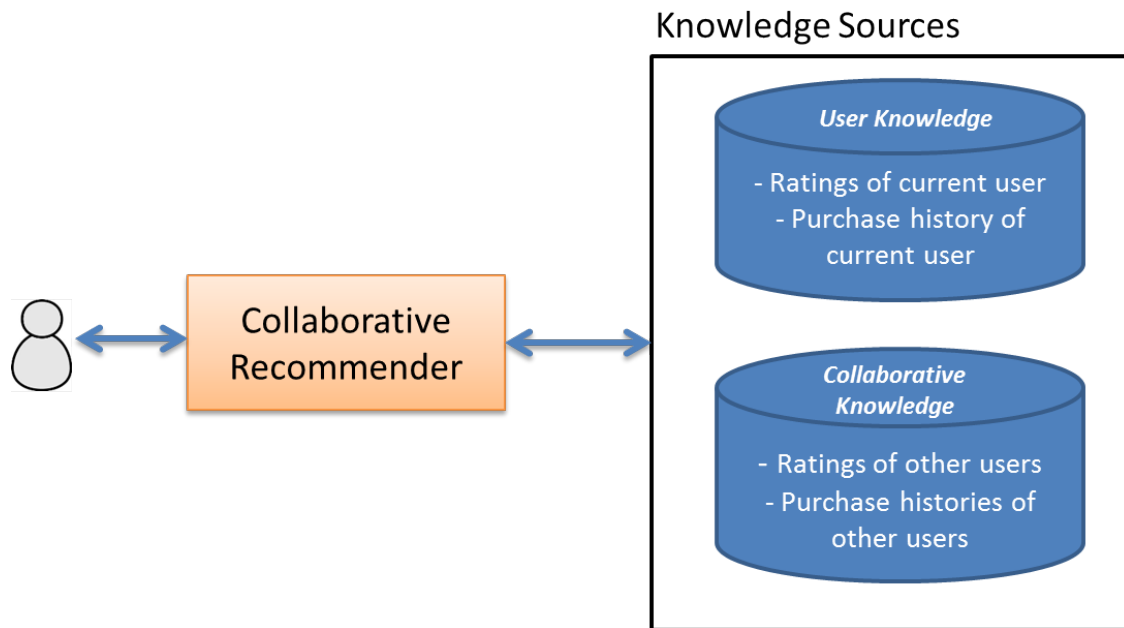 Knowledge Sources
User Knowledge
- Ratings of current user
- Purchase history of
current user
Collaborative
Recommender
Collaborative
Knowledge
- Ratings of other users
- Purchase histories of
other users